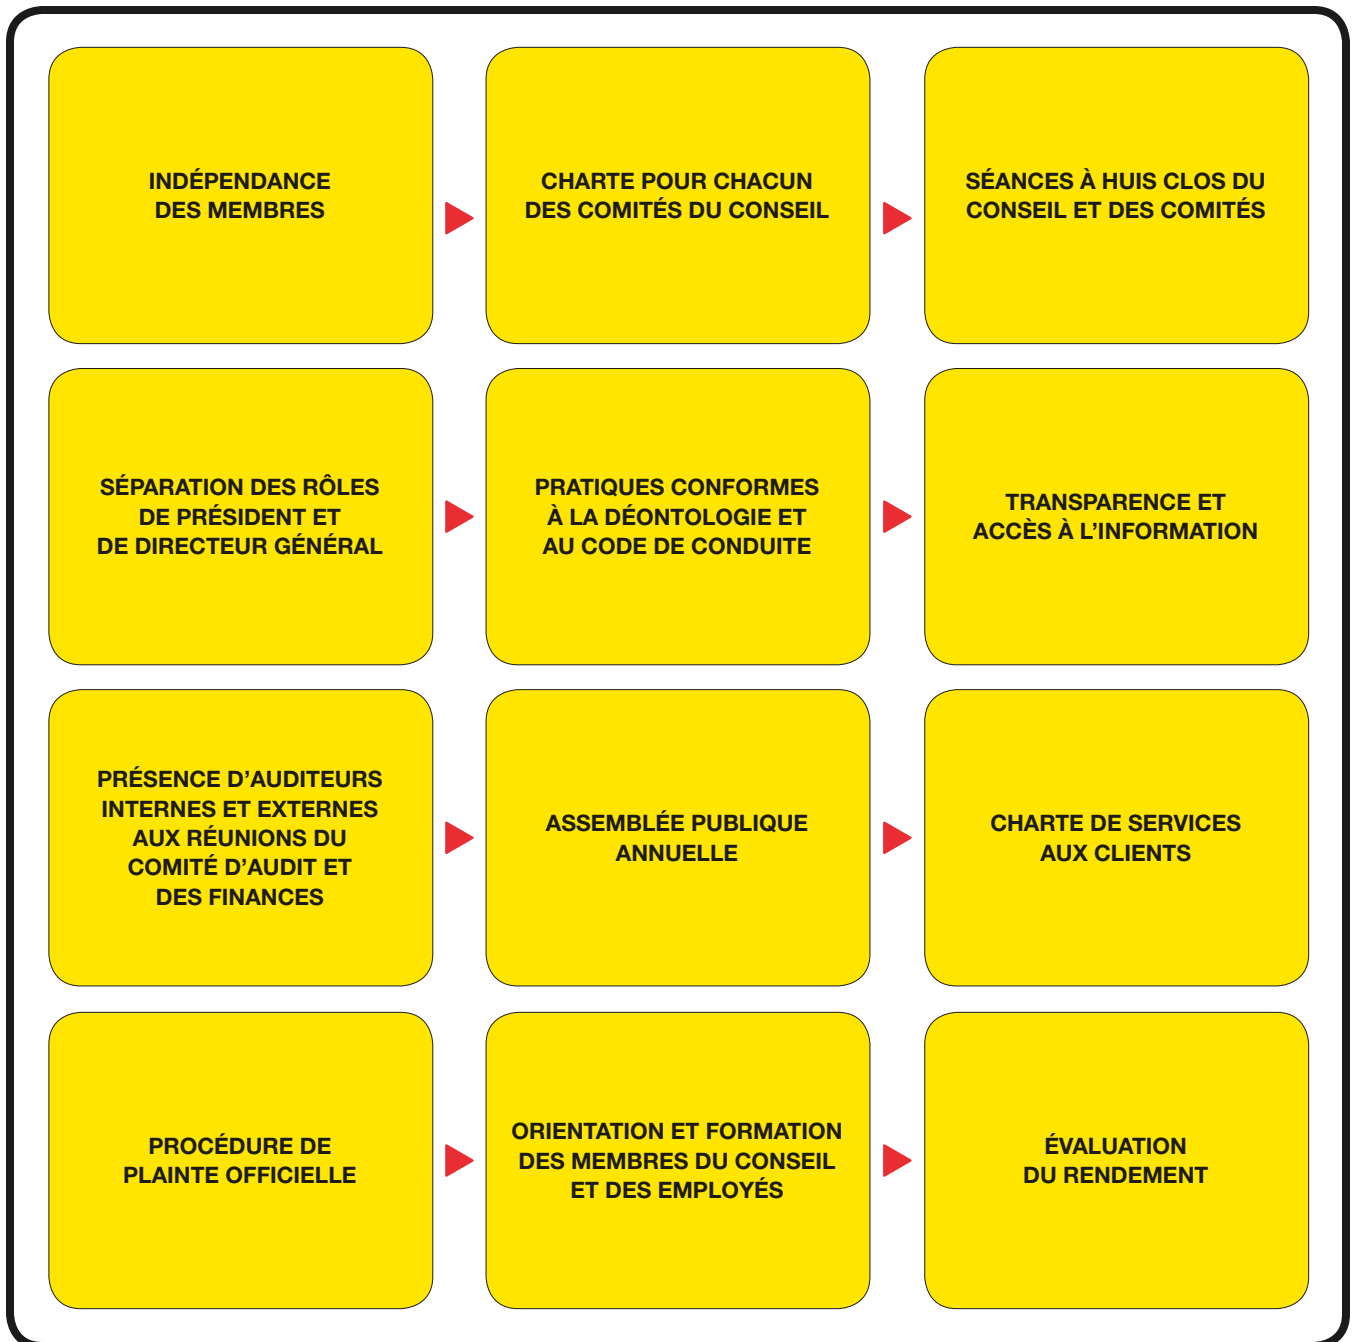 INDÉPENDANCE
DES MEMBRES
CHARTE POUR CHACUN
DES COMITÉS DU CONSEIL
SÉANCES À HUIS CLOS DU
CONSEIL ET DES COMITÉS
SÉPARATION DES RÔLES
DE PRÉSIDENT ET
DE DIRECTEUR GÉNÉRAL
PRATIQUES CONFORMES
À LA DÉONTOLOGIE ET
AU CODE DE CONDUITE
TRANSPARENCE ET
ACCÈS À L’INFORMATION
PRÉSENCE D’AUDITEURS
INTERNES ET EXTERNES
AUX RÉUNIONS DU
COMITÉ D’AUDIT ET
DES FINANCES
ASSEMBLÉE PUBLIQUE
ANNUELLE
CHARTE DE SERVICES
AUX CLIENTS
PROCÉDURE DE
PLAINTE OFFICIELLE
ORIENTATION ET FORMATION
DES MEMBRES DU CONSEIL
ET DES EMPLOYÉS
ÉVALUATION
DU RENDEMENT